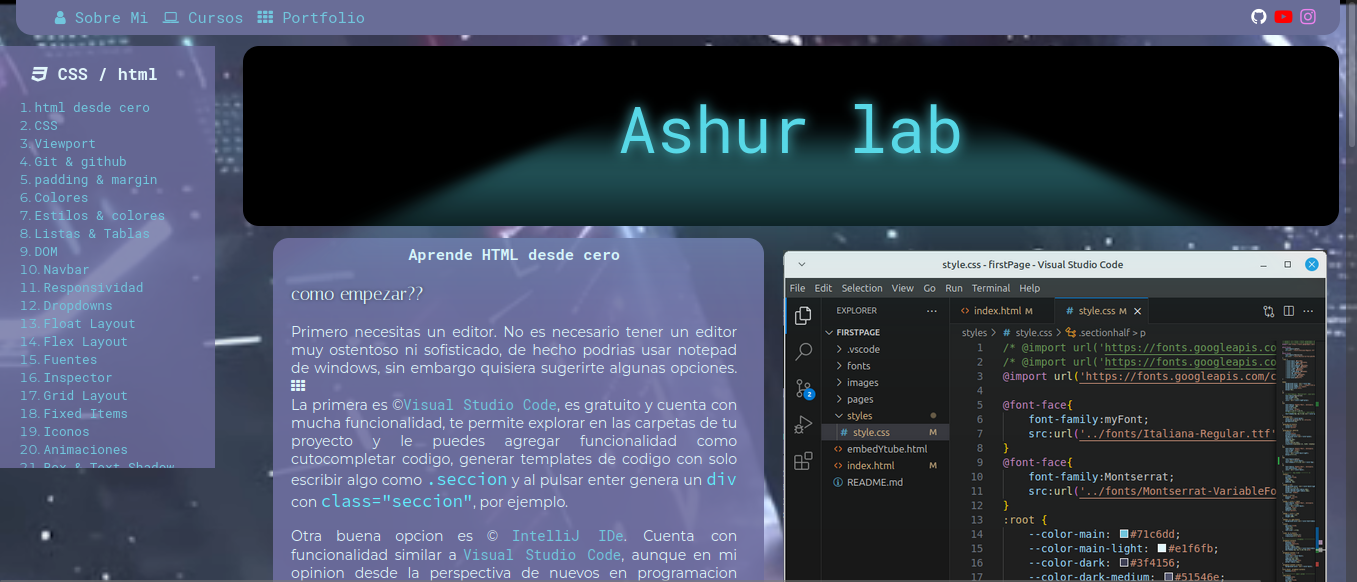 Sobre Mi Cursos Portfolio
CSS / html
1. html desde cero
2. CSS
3. Viewport
4. Git & github
5. padding & margin
6. Colores
7. Estilos & colores
8. Listas & Tablas
9. DOM
10. Navbar
11. Responsividad
12. Dropdowns
13. Float Layout
14. Flex Layout
15. Fuentes
16. Inspector
17. Grid Layout
18. Fixed Items
19. Iconos
20. Animaciones
21. Box & Text Shadow
Ashur lab
Aprende HTML desde cero
como empezar??
Primero necesitas un editor. No es necesario tener un editor
muy ostentoso ni sofisticado, de hecho podrias usar notepad
de windows, sin embargo quisiera sugerirte algunas opciones.
La primera es ©Visual Studio Code, es gratuito y cuenta con
mucha funcionalidad, te permite explorar en las carpetas de tu
proyecto y le puedes agregar funcionalidad como
cutocompletar codigo, generar templates de codigo con solo
escribir algo como .seccion y al pulsar enter genera un div
con class="seccion", por ejemplo.
Otra buena opcion es © IntelliJ IDe. Cuenta con
funcionalidad similar a Visual Studio Code, aunque en mi
opinion desde la perspectiva de nuevos en programacion
style.css - firstPage - Visual Studio Code
File Edit Selection View Go Run Terminal Help
EXPLORER
FIRSTPAGE
.vscode
fonts
images
pages
styles
# style.css M
embedYtube.html
index.html M
README.md
2
index.html M # style.css M
styles > # style.css > .sectionhalf > p
1 /* @import url('https://fonts.googleapis.co
2 /* @import url('https://fonts.googleapis.co
3 @import url('https://fonts.googleapis.com/c
4
5 @font-face{
6 font-family:myFont;
7 src:url('../fonts/Italiana-Regular.ttf'
8 }
9 @font-face{
10 font-family:Montserrat;
11 src:url('../fonts/Montserrat-VariableFo
12 }
13 :root {
14 --color-main: #71c6dd;
15 --color-main-light: #e1f6fb;
16 --color-dark: #3f4156;
17 --color-dark-medium: #51546e;